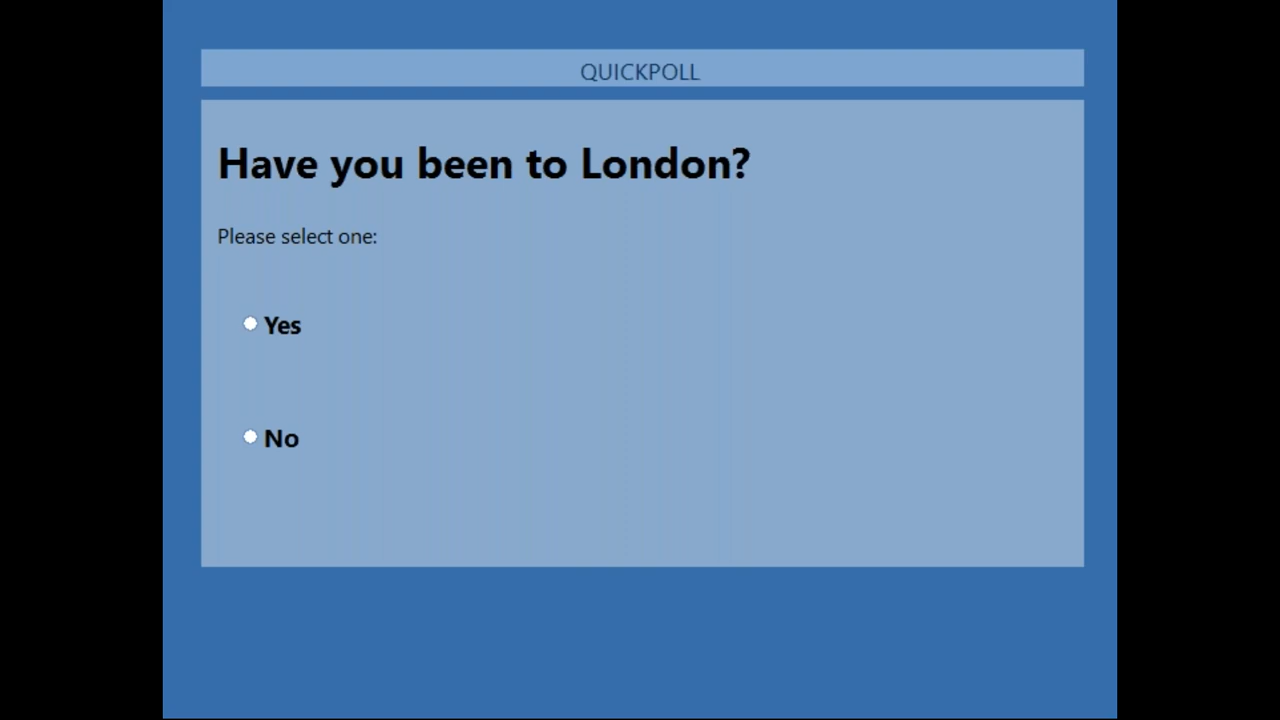 QUICKPOLL
Have you been to London?
Please select one:
Yes
No